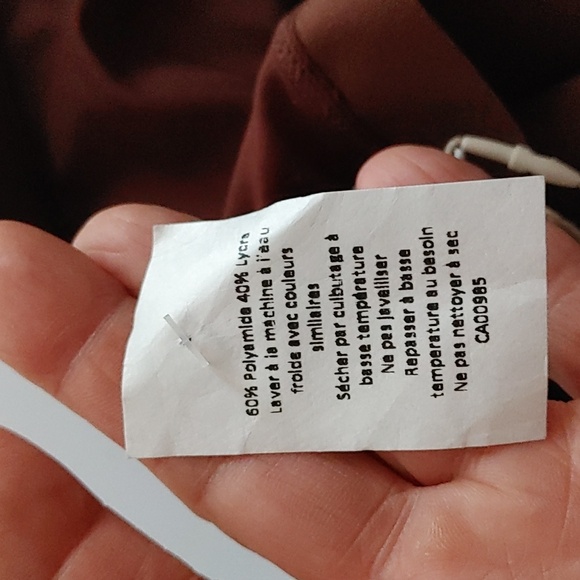 60% Polyamide 40% Lycra
Laver à la machine à l'eau
froide avec couleurs
similaires
Sécher par culbutage à
basse température
Ne pas javelliser
Repasser à basse
temperature au besoin
Ne pas nettoyer à sec
CA00985